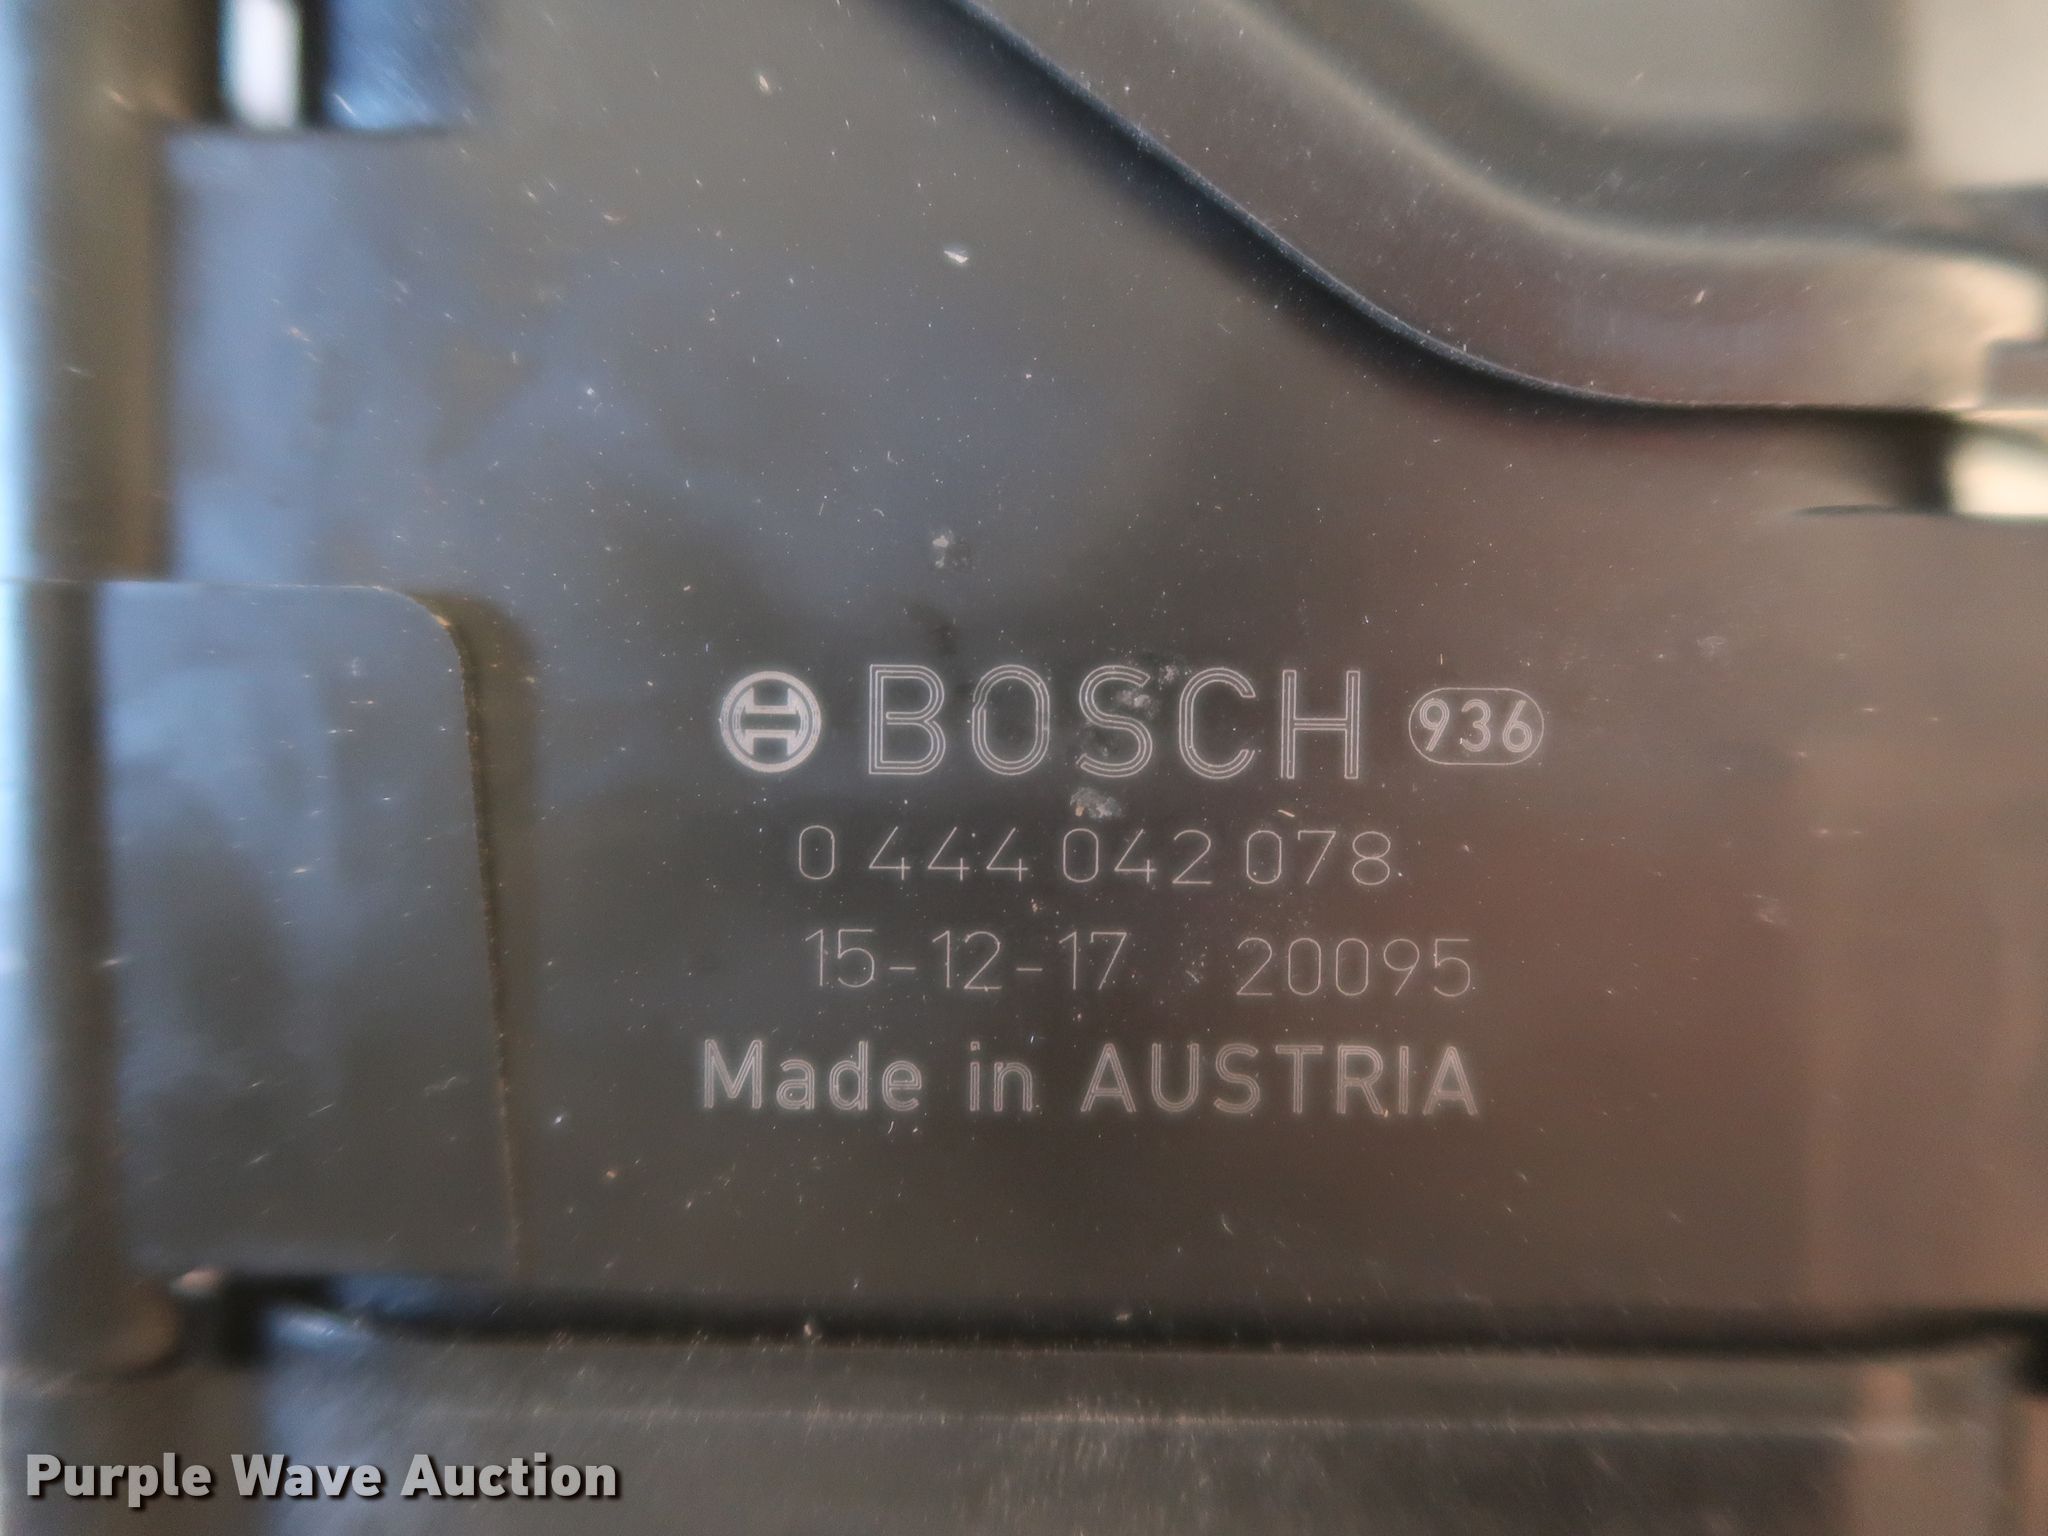 BOSCH 936
0 444 042 078
15-12-17 20095
Made in AUSTRIA
Purple Wave Auction